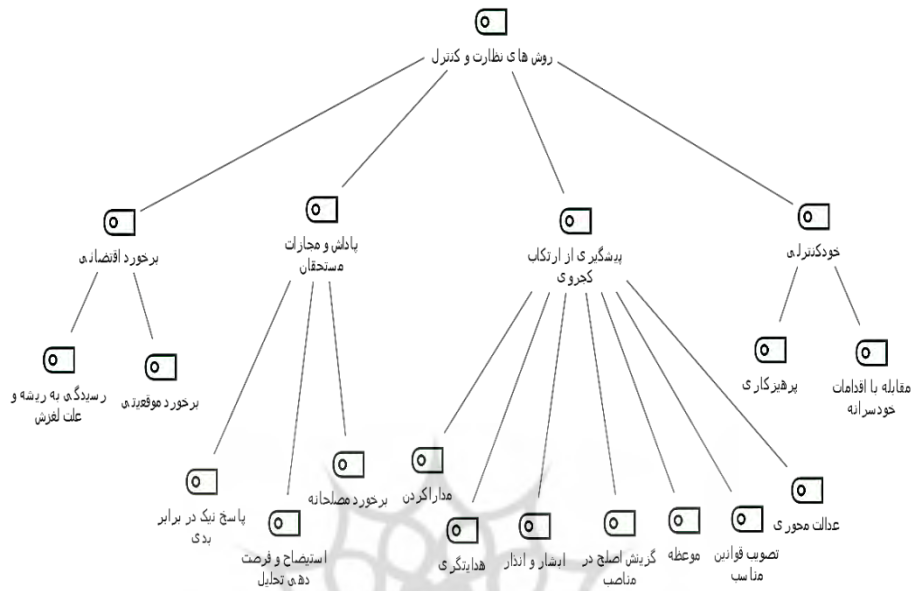 روش های نظارت و کنترل
خودکنترلی
پیشگیری از ارتکاب
کجروی
پاداش و مجازات
مستحقان
برخورد اقتضائی
مقابله با اقدامات
خودسرانه
پرهیزکاری
عدالت محوری
تصویب قوانین
مناسب
موعظه
گزینش اصلح در
مناصب
ابشار و انذار
هدایتگری
مداراکردن
برخورد مصلحانه
استیضاح و فرصت
دهی تحلیل
پاسخ نیک در برابر
بدی
برخورد موقعیتی
رسیدگی به ریشه و
علت لغزش